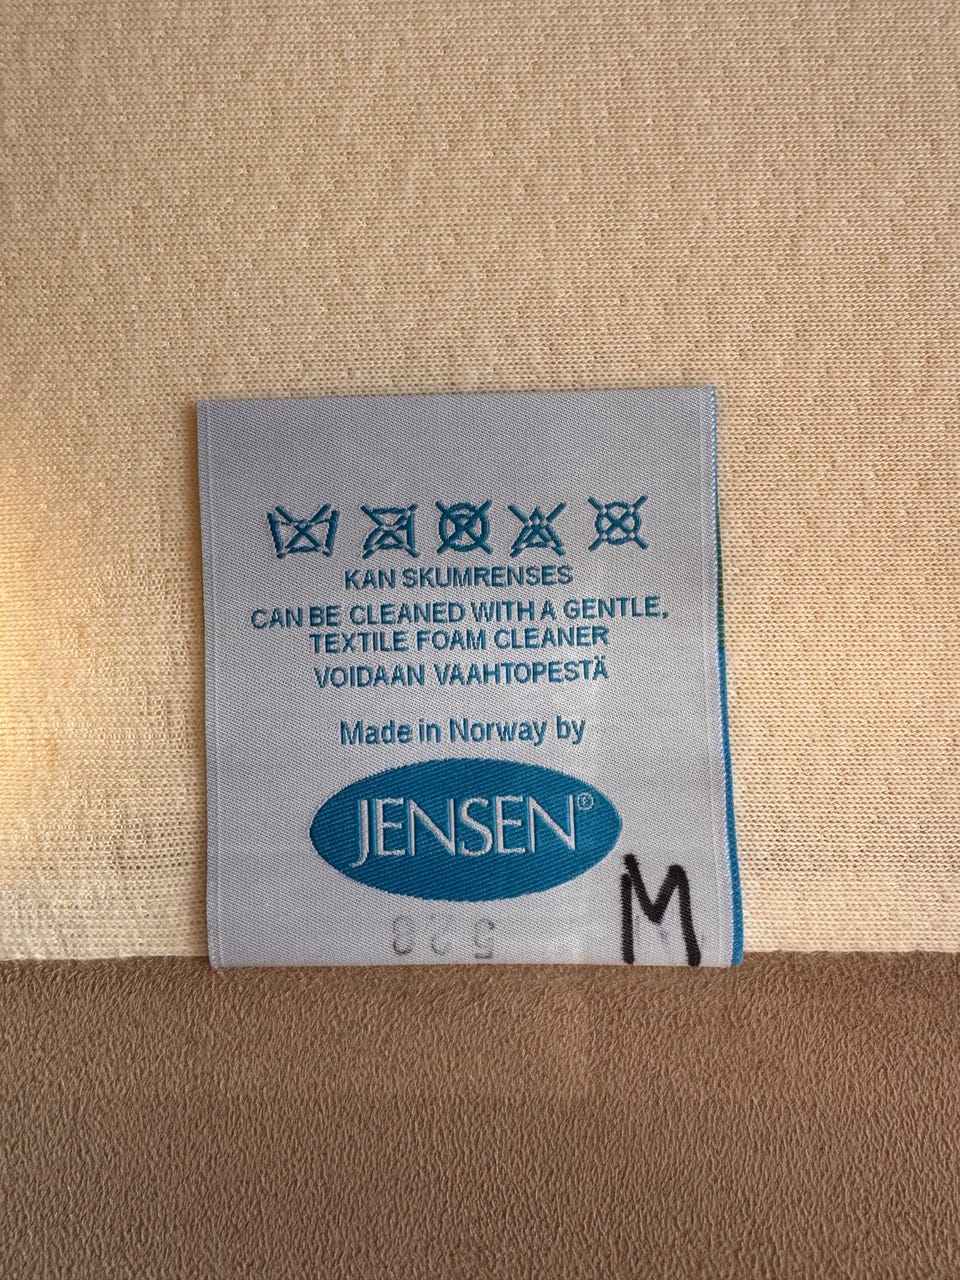 KAN SKUMRENSES
CAN BE CLEANED WITH A GENTLE,
TEXTILE FOAM CLEANER
VOIDAAN VAAHTOPESTÄ
Made in Norway by
JENSEN®
M